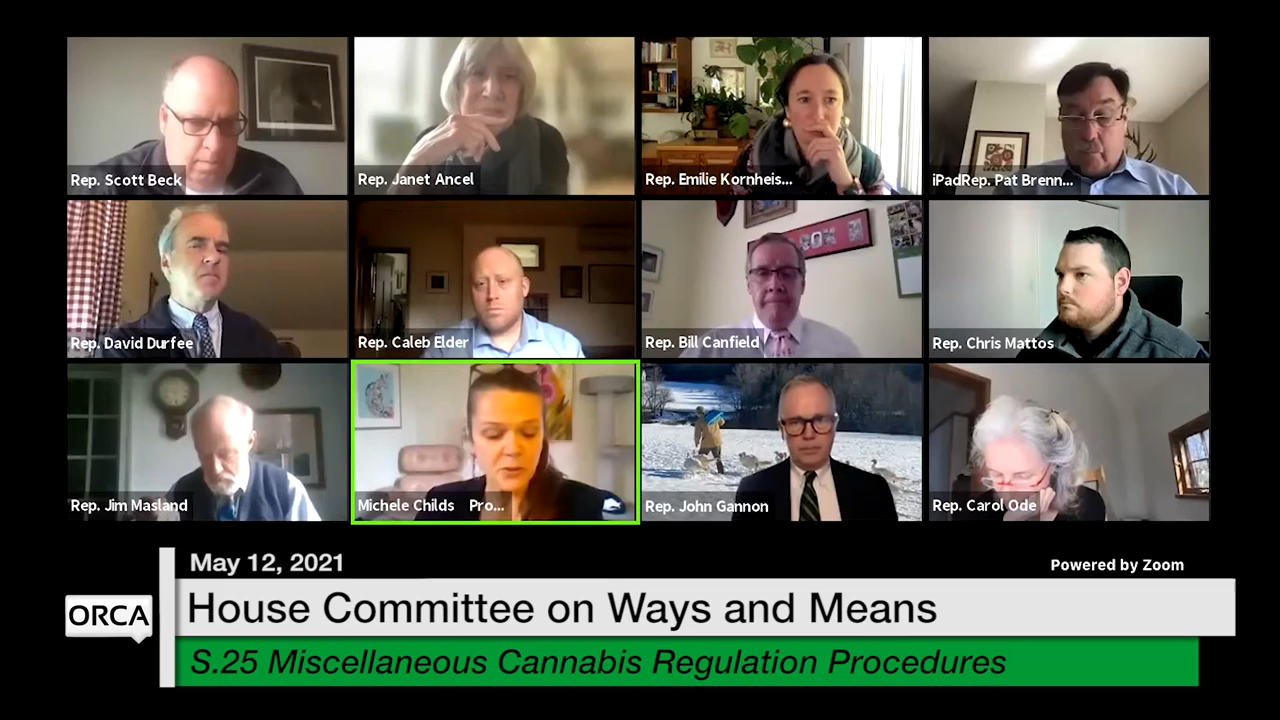 Rep. Scott Beck
Rep. Janet Ancel
Rep. Emilie Kornheis...
iPadRep. Pat Brenn...
Rep. David Durfee
Rep. Caleb Elder
Rep. Bill Canfield
Rep. Chris Mattos
Rep. Jim Masland
Michele Childs Pro...
Rep. John Gannon
Rep. Carol Ode
May 12, 2021
Powered by Zoom
ORCA
House Committee on Ways and Means
S.25 Miscellaneous Cannabis Regulation Procedures